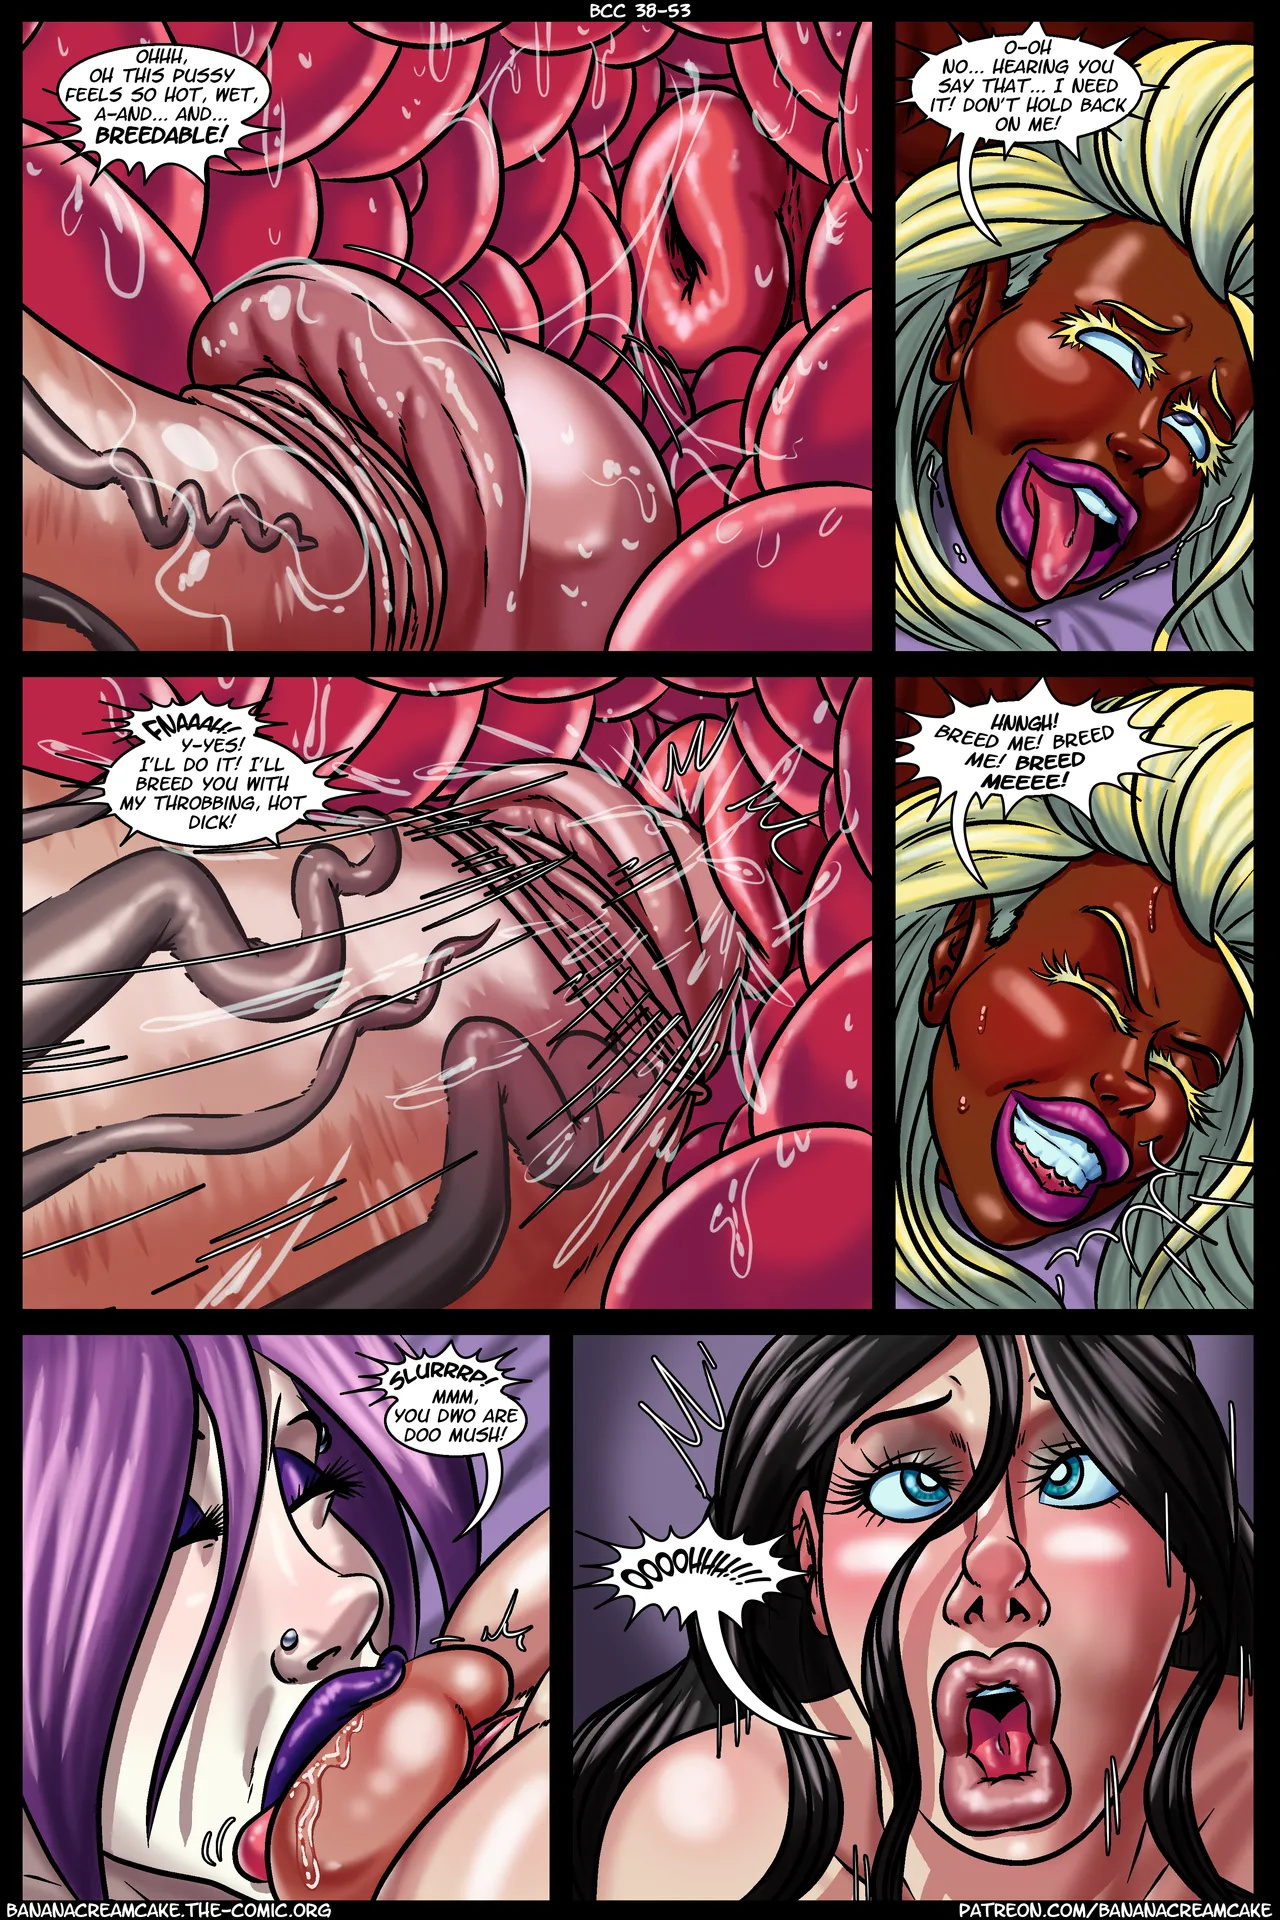 BCC 38-53
OHHH,
OH THIS PUSSY
FEELS SO HOT, WET,
A-AND... AND...
BREEDABLE!
O-OH
NO... HEARING YOU
SAY THAT... I NEED
IT! DON'T HOLD BACK
ON ME!
FNAAAH!!
Y-YES!
I'LL DO IT! I'LL
BREED YOU WITH
MY THROBBING, HOT
DICK!
HNNGH!
BREED ME! BREED
ME! BREED
MEEEE!
SLURRRP!
MMM,
YOU DWO ARE
DOO MUSH!
OOOOHHH!!!!
BANANACREAMCAKE.THE-COMIC.ORG
PATREON.COM/BANANACREAMCAKE